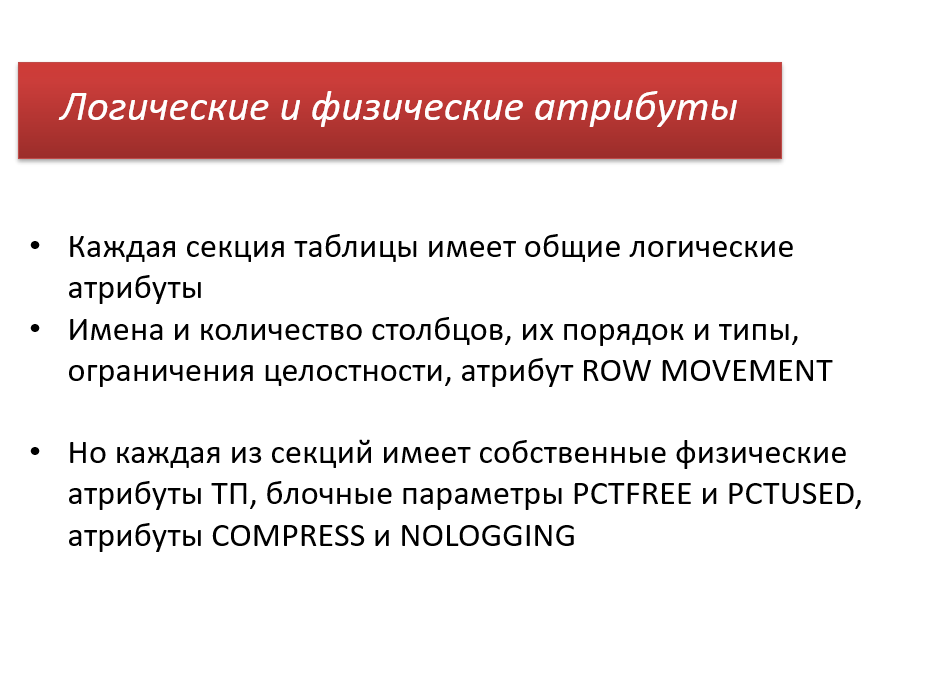 Логические и физические атрибуты
• Каждая секция таблицы имеет общие логические
атрибуты
• Имена и количество столбцов, их порядок и типы,
ограничения целостности, атрибут ROW MOVEMENT
• Но каждая из секций имеет собственные физические
атрибуты ТП, блочные параметры PCTFREE и PCTUSED,
атрибуты COMPRESS и NOLOGGING